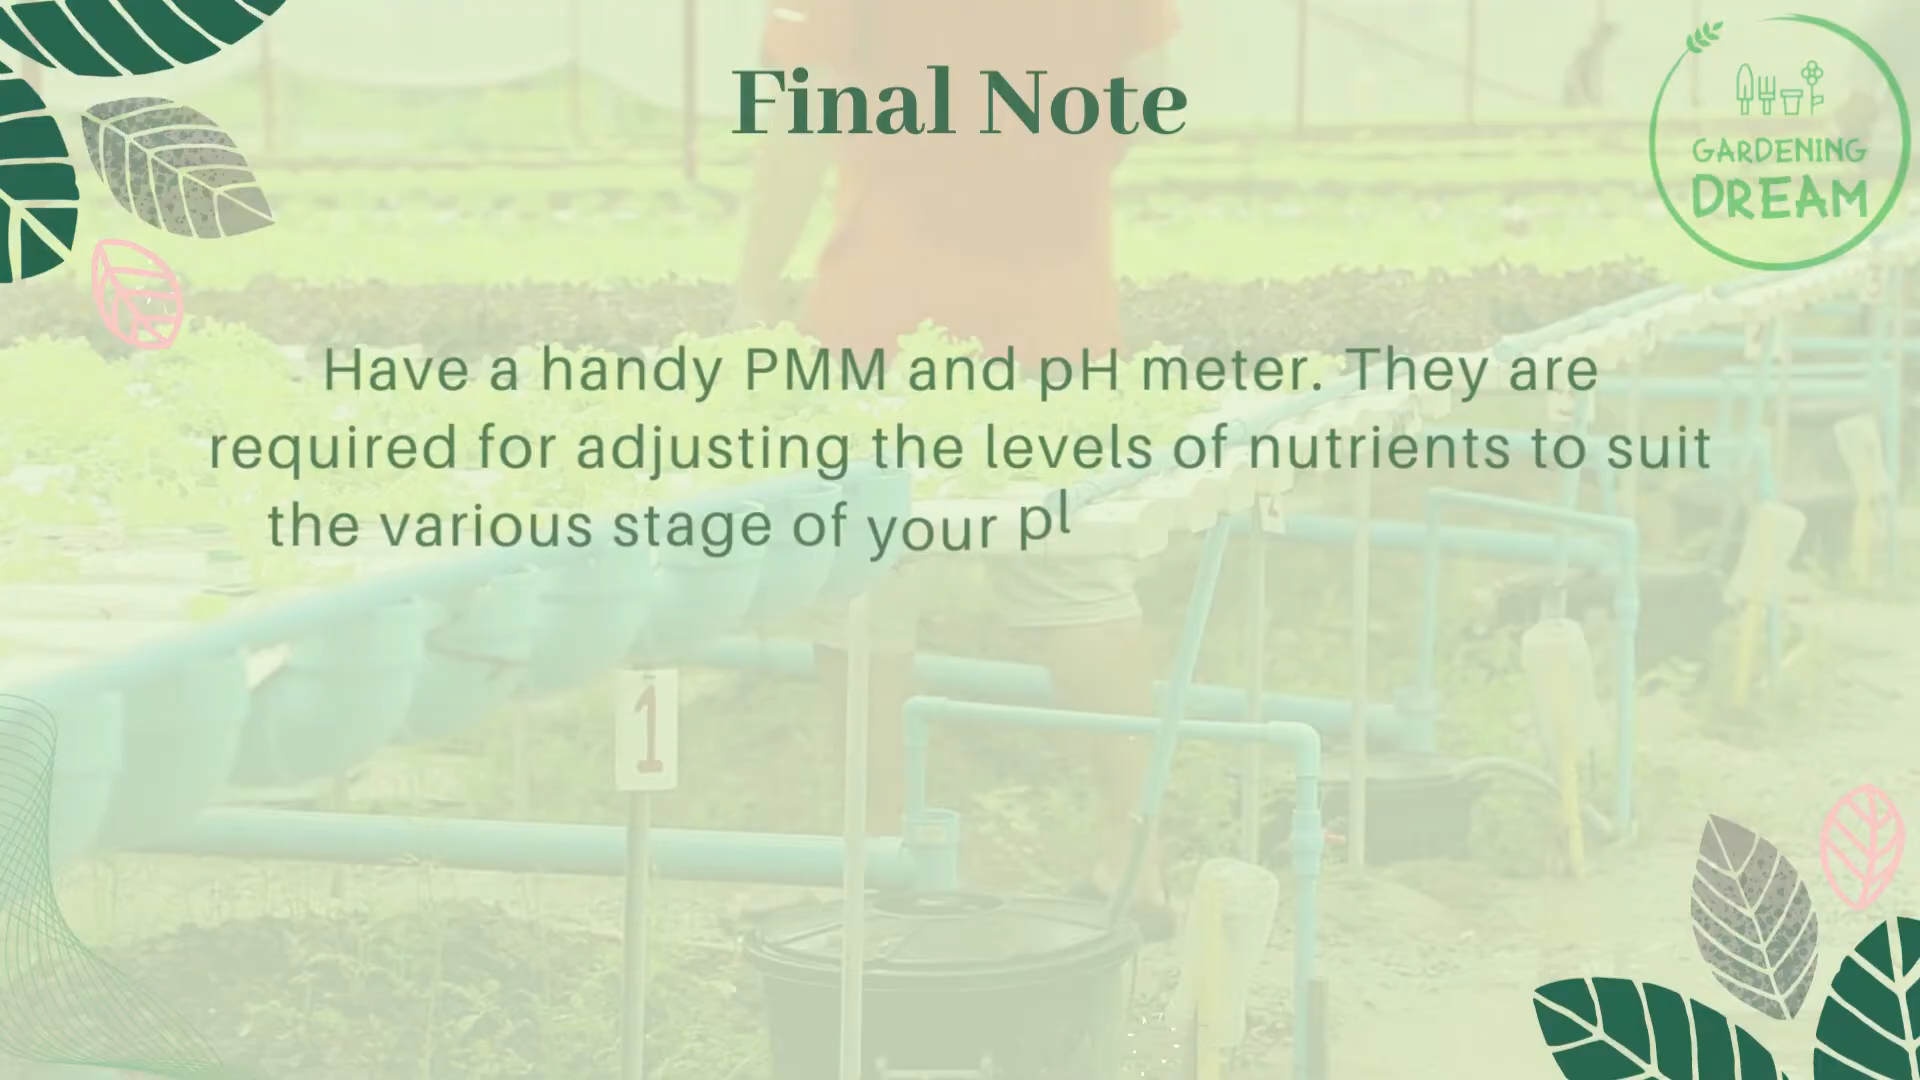 Final Note
GARDENING
DREAM
Have a handy PMM and pH meter. They are
required for adjusting the levels of nutrients to suit
the various stage of your pl
1